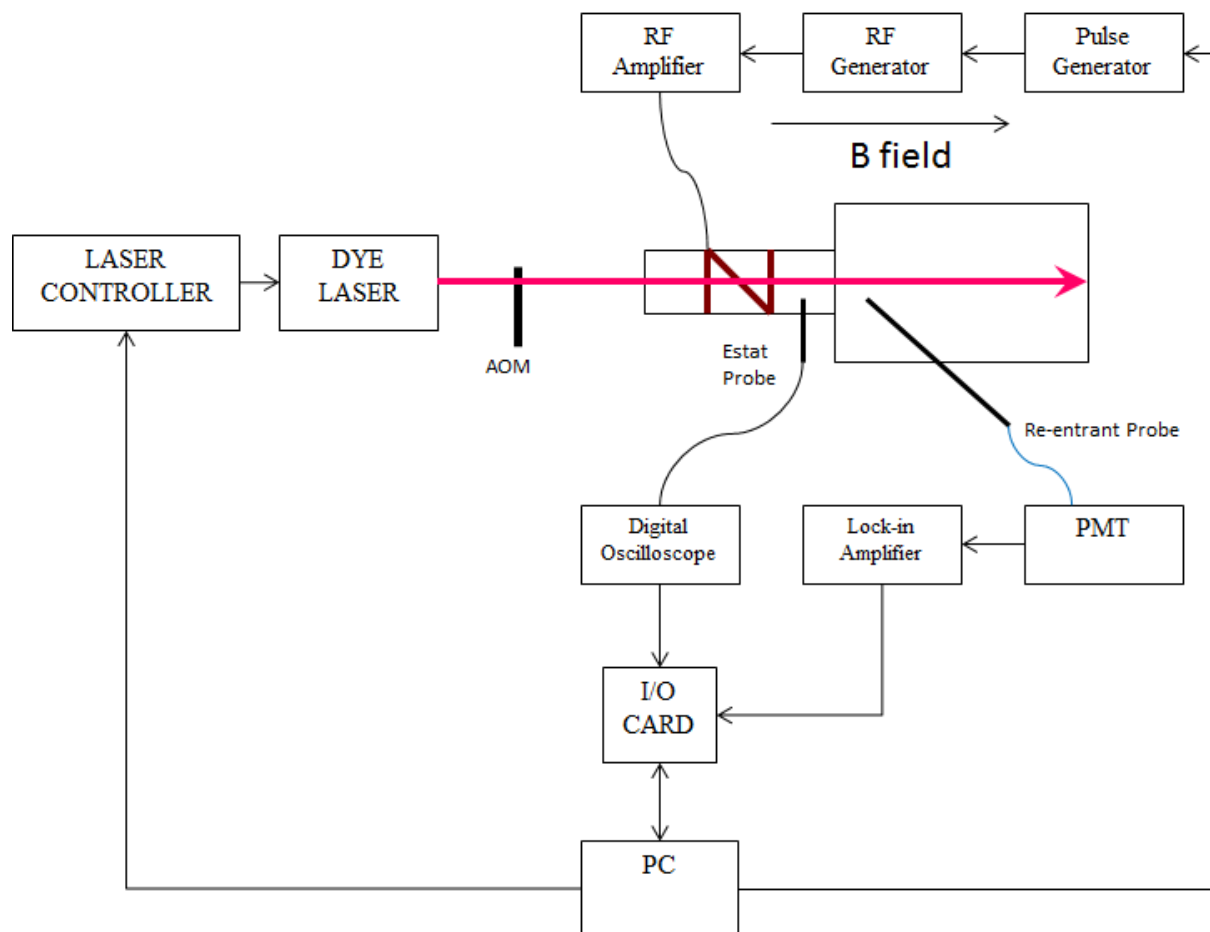 RF
Amplifier
RF
Generator
Pulse
Generator
B field
LASER
CONTROLLER
DYE
LASER
AOM
Estat
Probe
Re-entrant Probe
Digital
Oscilloscope
Lock-in
Amplifier
PMT
I/O
CARD
PC